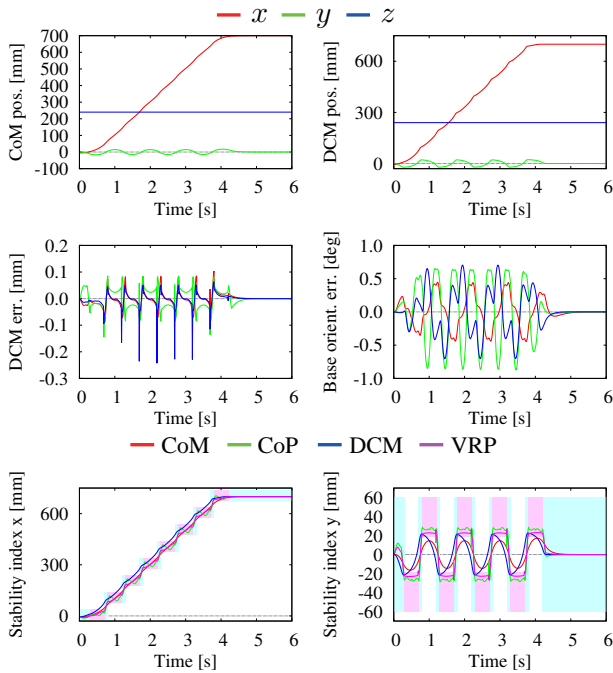 x y z
700
600
500
400
300
200
100
0
-100
0 1 2 3 4 5 6
CoM pos. [mm]
Time [s]
600
300
0
0 1 2 3 4 5 6
DCM pos. [mm]
Time [s]
0.2
0.1
0.0
-0.1
-0.2
-0.3
0 1 2 3 4 5 6
DCM err. [mm]
Time [s]
1.0
0.5
0.0
-0.5
-1.0
0 1 2 3 4 5 6
Base orient. err. [deg]
Time [s]
CoM CoP DCM VRP
600
300
0
0 1 2 3 4 5 6
Stability index x [mm]
Time [s]
60
40
20
0
-20
-40
-60
0 1 2 3 4 5 6
Stability index y [mm]
Time [s]